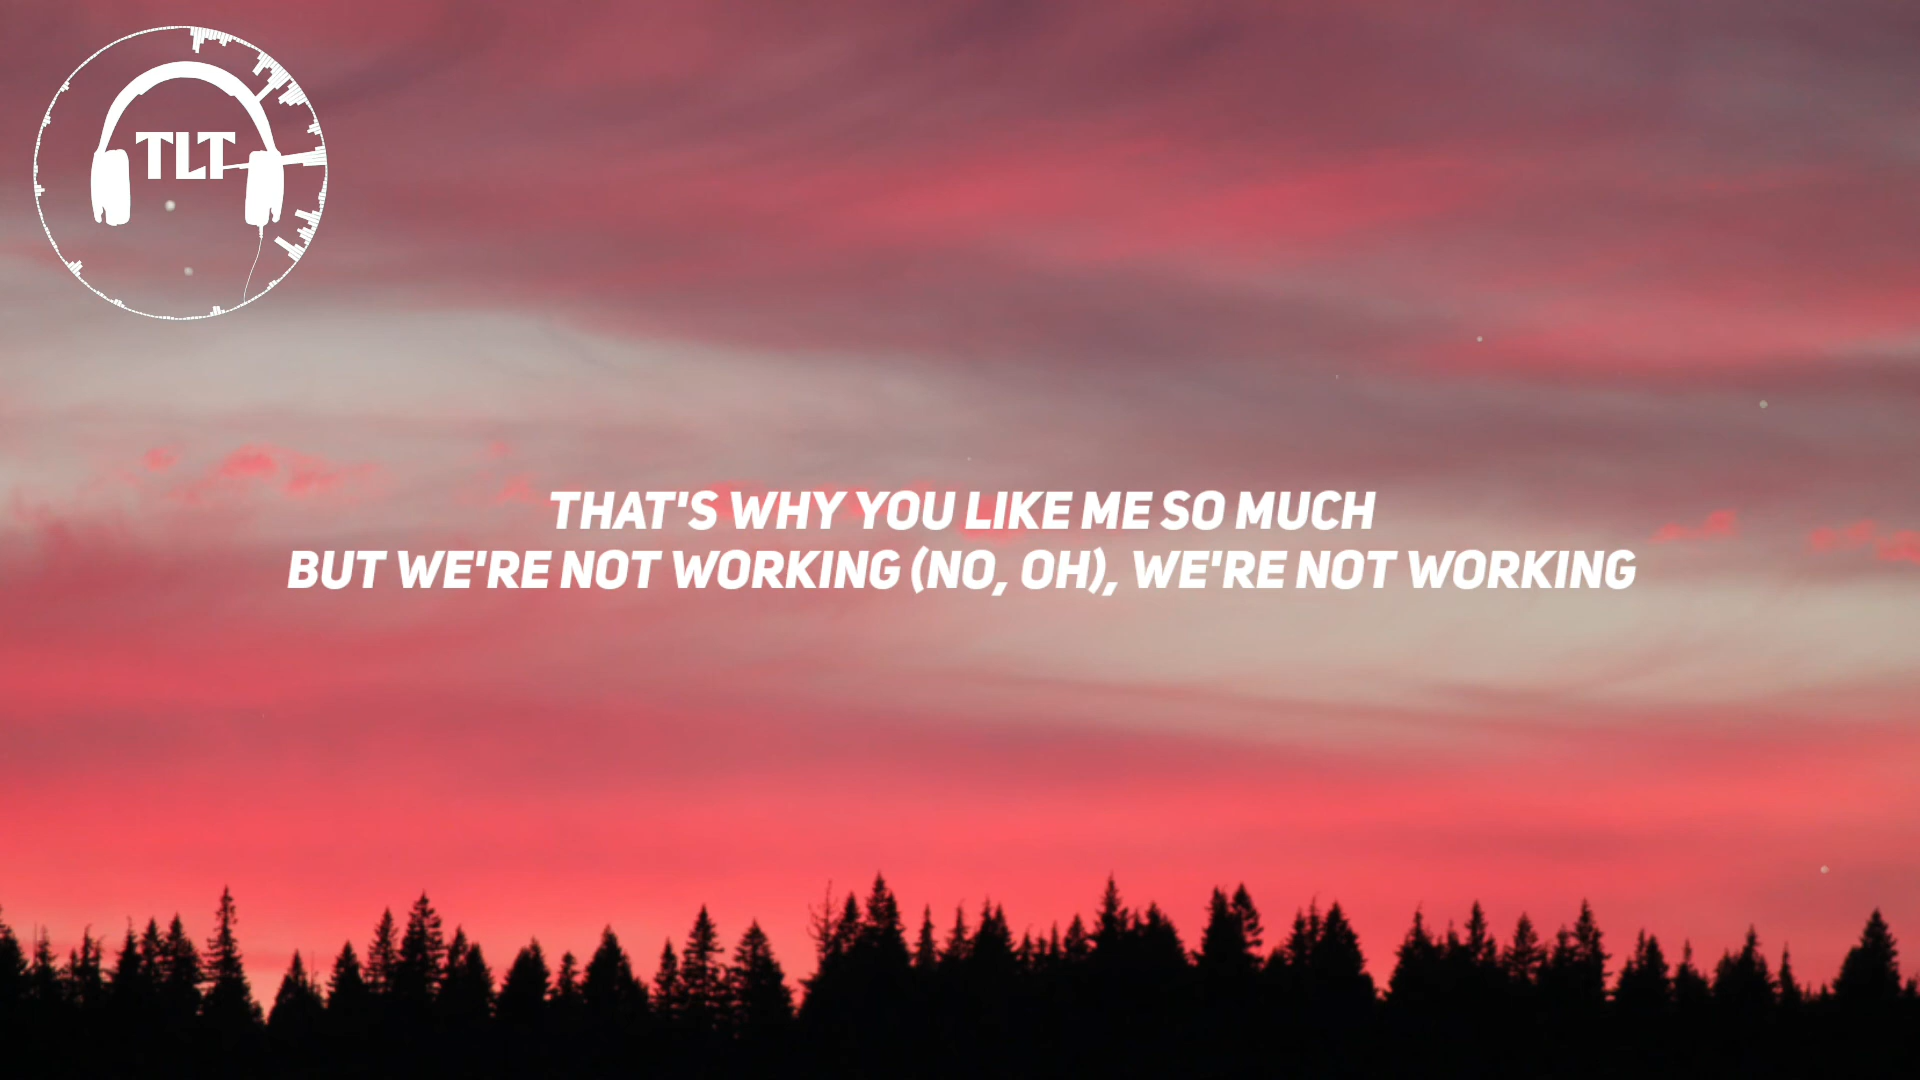 TLT
THAT'S WHY YOU LIKE ME SO MUCH
BUT WE'RE NOT WORKING (NO, OH), WE'RE NOT WORKING